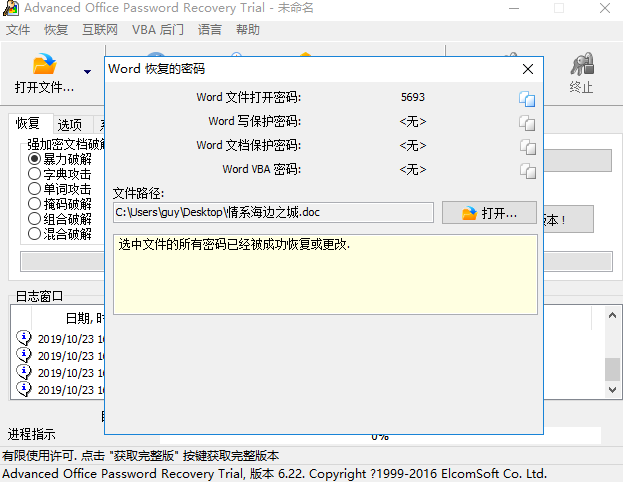 Advanced Office Password Recovery Trial - 未命名
文件 恢复 互联网 VBA 后门 语言 帮助
打开文件... 终止
Word 恢复的密码
Word 文件打开密码: 5693
Word 写保护密码: <无>
Word 文档保护密码: <无>
Word VBA 密码: <无>
文件路径:
C:\Users\guy\Desktop\情系海边之城.doc 打开...
选中文件的所有密码已经被成功恢复或更改.
恢复 选项
强加密文档破解
暴力破解
字典攻击
单词攻击
掩码破解
组合破解
混合破解
版本！
日志窗口
日期,
2019/10/23
2019/10/23
2019/10/23
2019/10/23
进程指示 0%
有限使用许可. 点击 "获取完整版" 按键获取完整版本
Advanced Office Password Recovery Trial, 版本 6.22. Copyright ?1999-2016 ElcomSoft Co. Ltd.